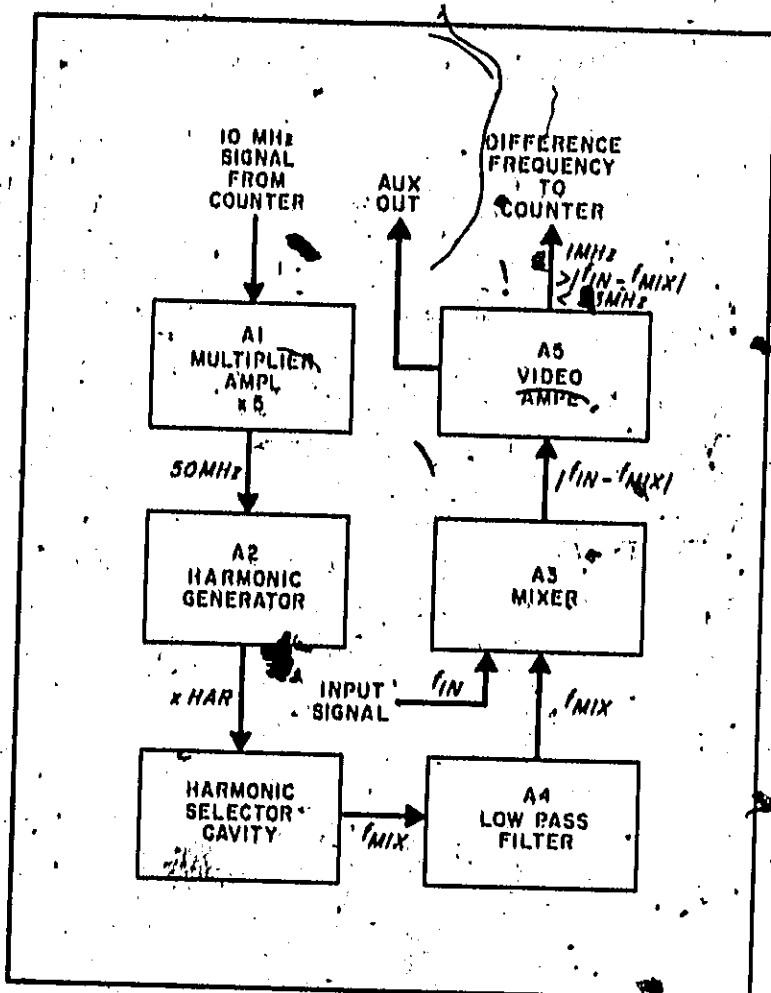 10 MHz
SIGNAL
FROM
COUNTER
AUX
OUT
DIFFERENCE
FREQUENCY
TO
COUNTER
1MHz
>|fIN - fMIX|
<
A1
MULTIPLIER
AMPL
x 5
A5
VIDEO
AMPL
50MHz
|fIN - fMIX|
A2
HARMONIC
GENERATOR
A3
MIXER
x HAR
INPUT
SIGNAL
fIN
fMIX
HARMONIC
SELECTOR
CAVITY
fMIX
A4
LOW PASS
FILTER